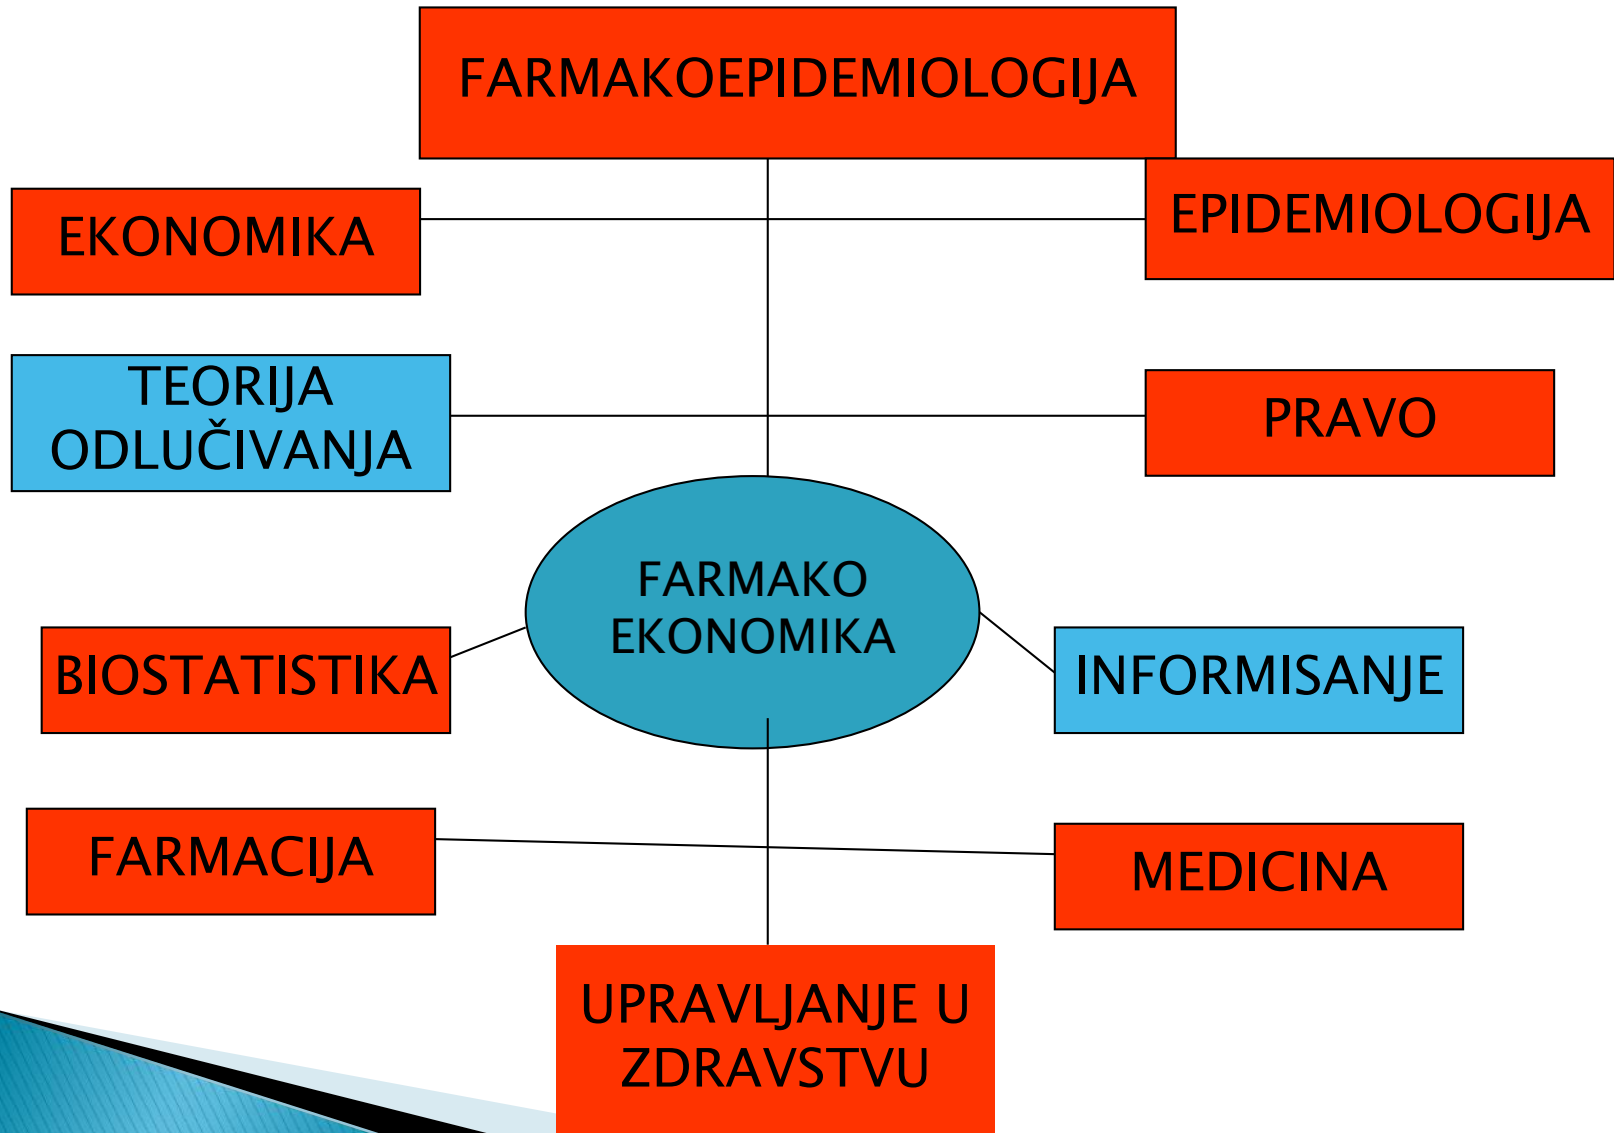 FARMAKOEPIDEMIOLOGIJA
EKONOMIKA
EPIDEMIOLOGIJA
TEORIJA
ODLUČIVANJA
PRAVO
FARMAKO
EKONOMIKA
BIOSTATISTIKA
INFORMISANJE
FARMACIJA
MEDICINA
UPRAVLJANJE U
ZDRAVSTVU